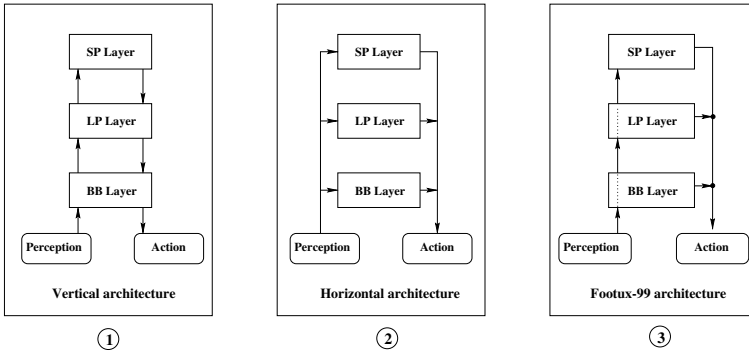 SP Layer
LP Layer
BB Layer
Perception
Action
Vertical architecture
1
SP Layer
LP Layer
BB Layer
Perception
Action
Horizontal architecture
2
SP Layer
LP Layer
BB Layer
Perception
Action
Footux-99 architecture
3